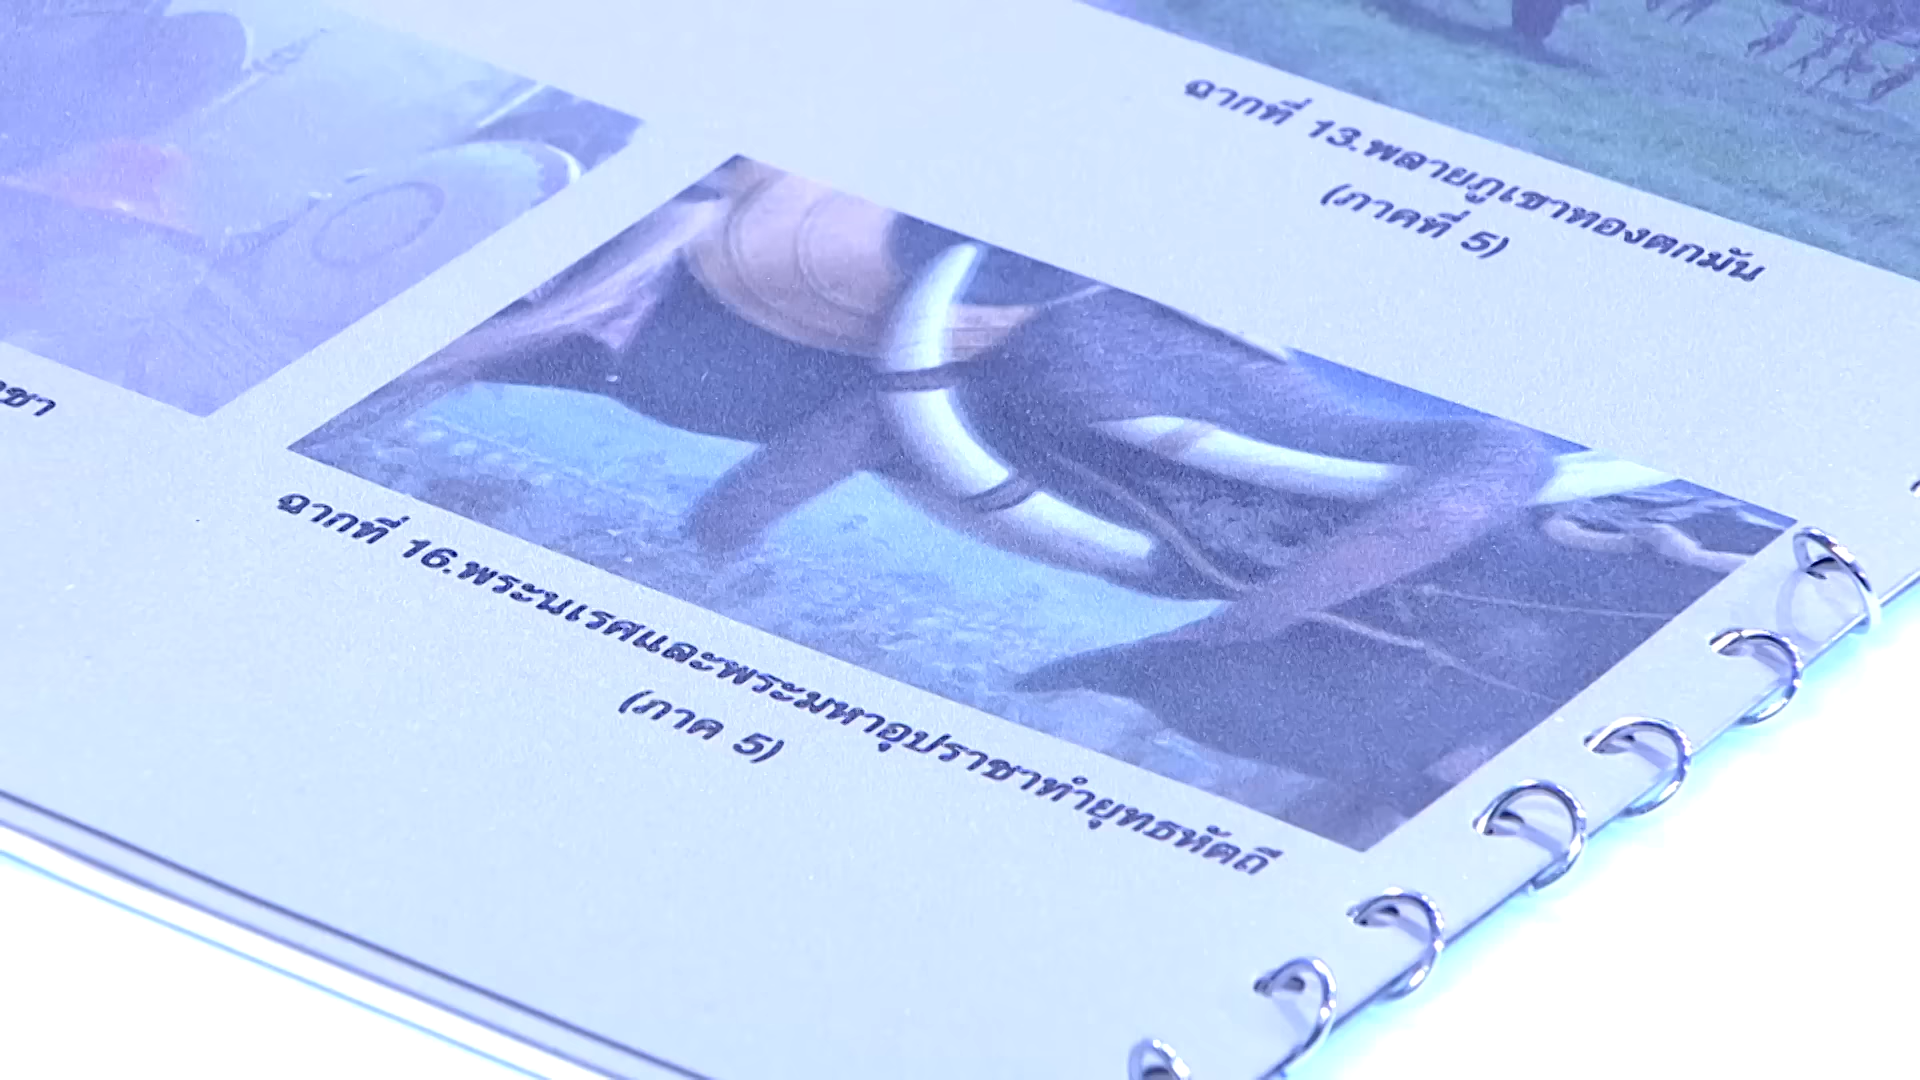 ฉากที่ 13.พลายภูเขาทองตกมัน
(ภาคที่ 5)
ฉากที่ 16.พระนเรศและพระมหาอุปราชาทำยุทธหัตถี
(ภาค 5)